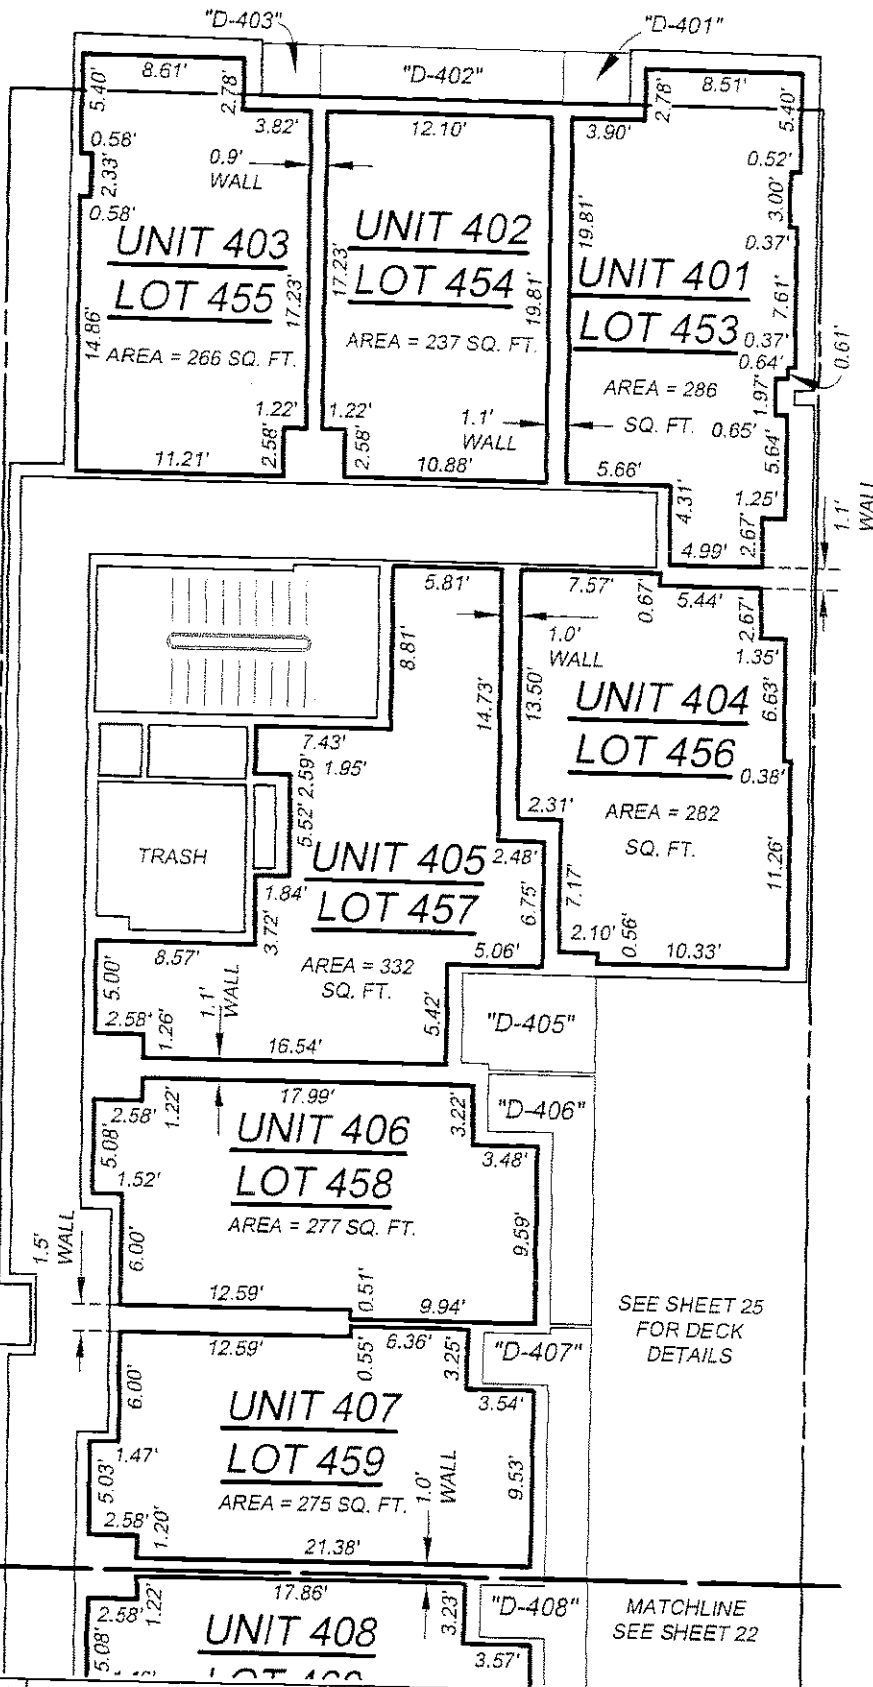 "D-403"
"D-401"
"D-402"
8.61'
5.40'
2.78'
3.82'
12.10'
3.90'
2.78'
8.51'
5.40'
0.58'
2.33'
0.58'
0.9'
WALL
0.52'
3.00'
0.37'
UNIT 403
LOT 455
AREA = 266 SQ. FT.
14.86'
17.23'
1.22'
2.58'
11.21'
UNIT 402
LOT 454
AREA = 237 SQ. FT.
17.23'
19.81'
1.22'
2.58'
10.88'
1.1'
WALL
19.81'
UNIT 401
LOT 453
AREA = 286
SQ. FT.
7.61'
0.37'
0.64'
0.61'
1.97'
0.65'
5.64'
5.66'
4.31'
1.25'
2.67'
4.99'
1.1'
WALL
5.81'
8.81'
14.73'
7.57'
0.67'
5.44'
2.67'
1.35'
1.0'
WALL
13.50'
UNIT 404
LOT 456
AREA = 282
SQ. FT.
6.63'
0.38'
11.26'
2.31'
7.17'
2.10'
0.56'
10.33'
7.43'
2.59'
1.95'
5.52'
TRASH
UNIT 405
LOT 457
AREA = 332
SQ. FT.
2.48'
6.75'
5.06'
1.84'
3.72'
8.57'
5.00'
2.58'
1.26'
1.1'
WALL
16.54'
5.42'
"D-405"
17.99'
2.58'
1.22'
5.08'
3.22'
"D-406"
UNIT 406
LOT 458
AREA = 277 SQ. FT.
3.48'
9.59'
1.52'
6.00'
1.5'
WALL
12.59'
0.51'
9.94'
SEE SHEET 25
FOR DECK
DETAILS
12.59'
0.55'
6.36'
3.25'
"D-407"
6.00'
UNIT 407
LOT 459
AREA = 275 SQ. FT.
3.54'
9.53'
1.47'
5.03'
2.58'
1.20'
1.0'
WALL
21.38'
17.86'
2.58'
1.22'
5.08'
3.23'
"D-408"
UNIT 408
3.57'
MATCHLINE
SEE SHEET 22